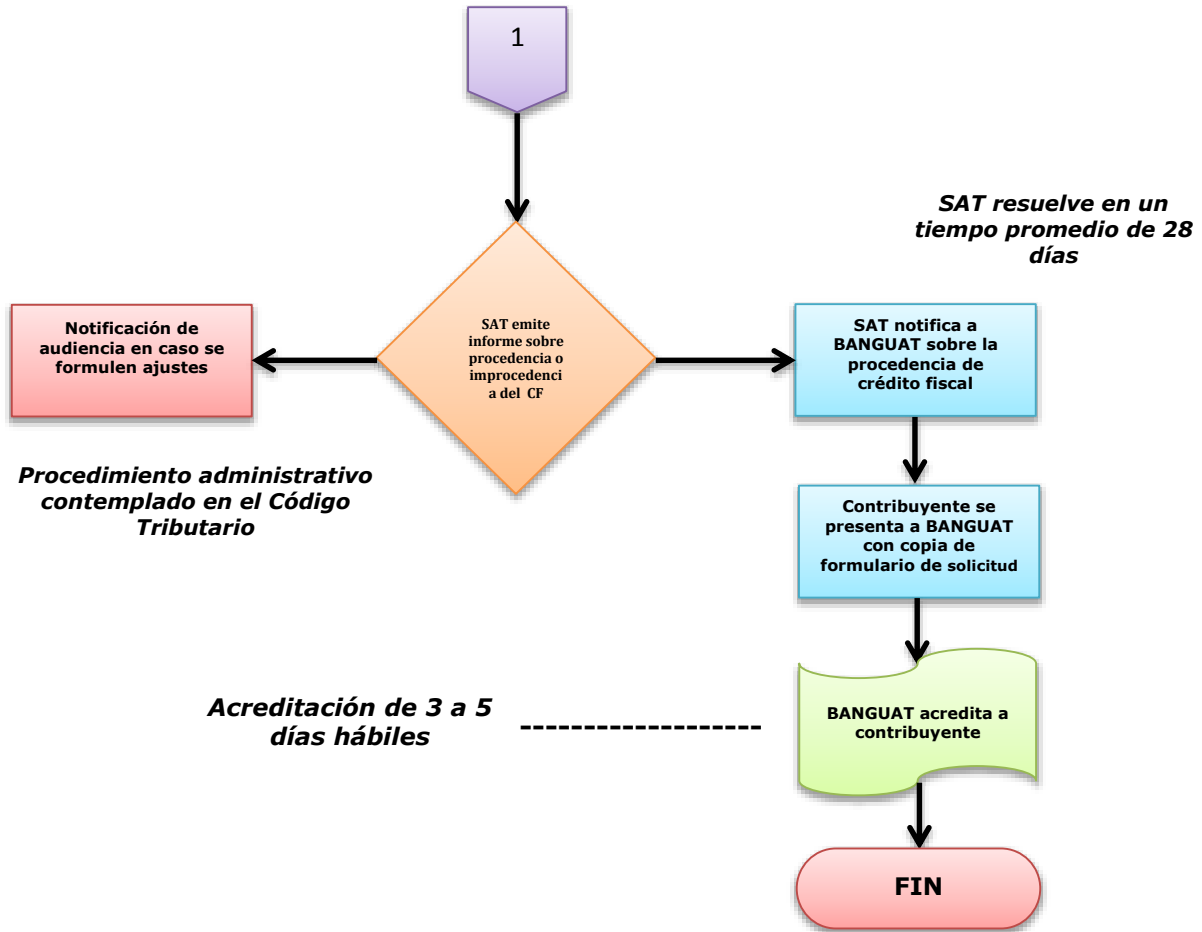 1
SAT resuelve en un
tiempo promedio de 28
días
Notificación de
audiencia en caso se
formulen ajustes
SAT emite
informe sobre
procedencia o
improcedenci
a del CF
SAT notifica a
BANGUAT sobre la
procedencia de
crédito fiscal
Procedimiento administrativo
contemplado en el Código
Tributario
Contribuyente se
presenta a BANGUAT
con copia de
formulario de solicitud
Acreditación de 3 a 5
días hábiles
BANGUAT acredita a
contribuyente
FIN